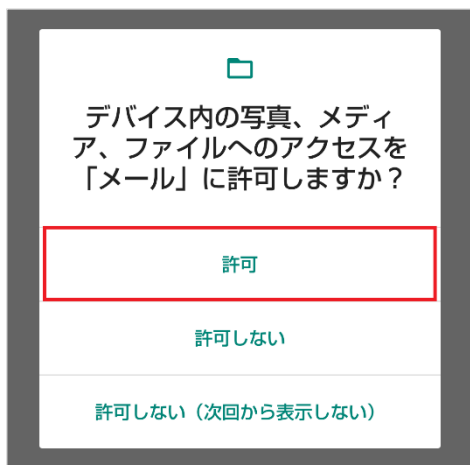 デバイス内の写真、メディ
ア、ファイルへのアクセスを
「メール」に許可しますか？
許可
許可しない
許可しない（次回から表示しない）